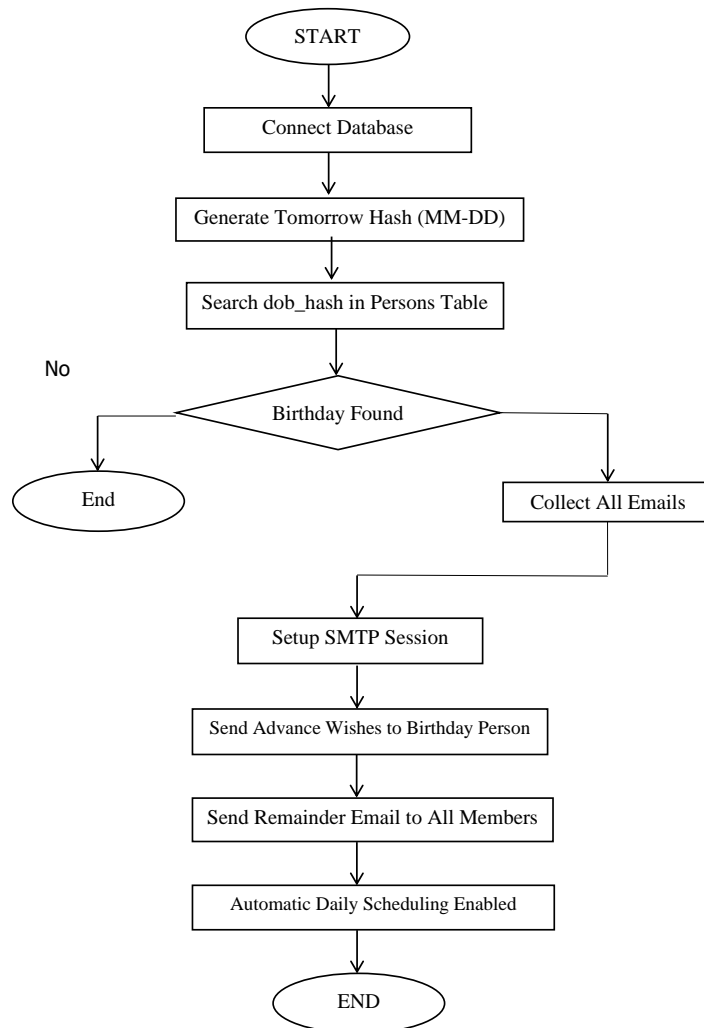 START
Connect Database
Generate Tomorrow Hash (MM-DD)
Search dob_hash in Persons Table
No
Birthday Found
End
Collect All Emails
Setup SMTP Session
Send Advance Wishes to Birthday Person
Send Remainder Email to All Members
Automatic Daily Scheduling Enabled
END